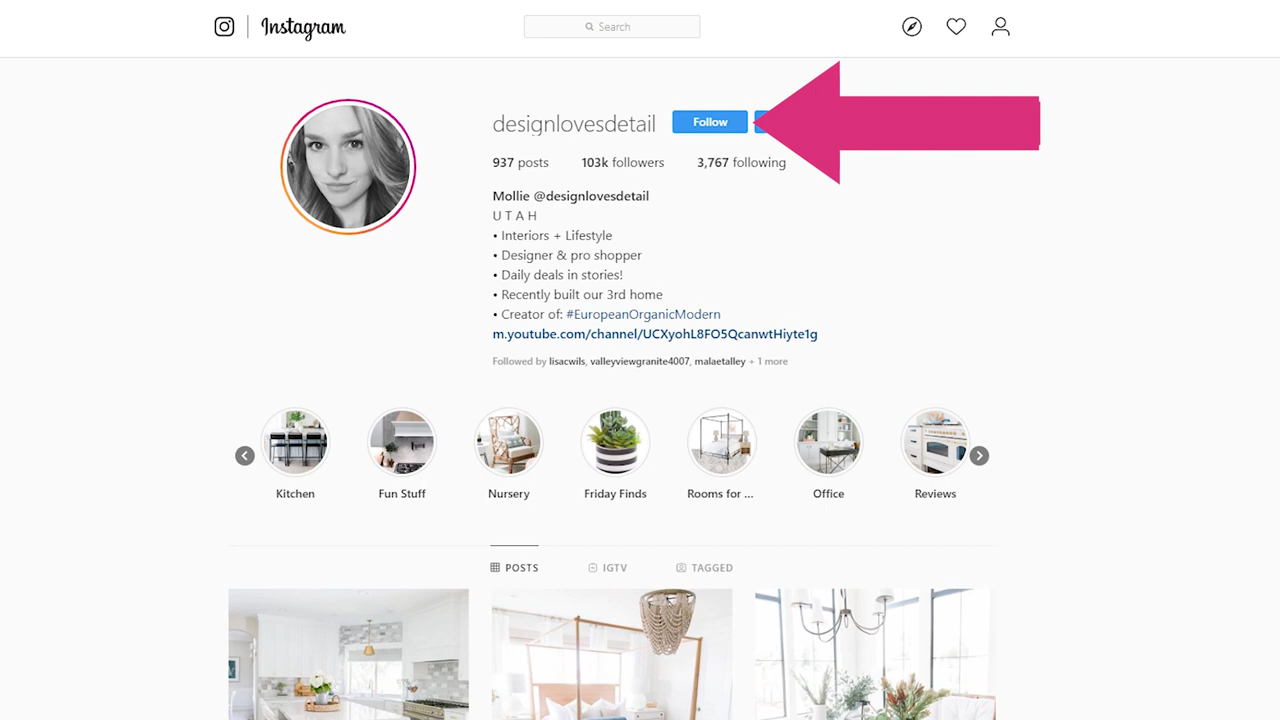 Instagram
Search
designlovesdetail Follow
937 posts 103k followers 3,767 following
Mollie @designlovesdetail
U T A H
• Interiors + Lifestyle
• Designer & pro shopper
• Daily deals in stories!
• Recently built our 3rd home
• Creator of: #EuropeanOrganicModern
m.youtube.com/channel/UCXyohL8FO5QcanwtHiyte1g
Followed by lisacwils, valleyviewgranite4007, malaetalley + 1 more
Kitchen Fun Stuff Nursery Friday Finds Rooms for ... Office Reviews
POSTS IGTV TAGGED